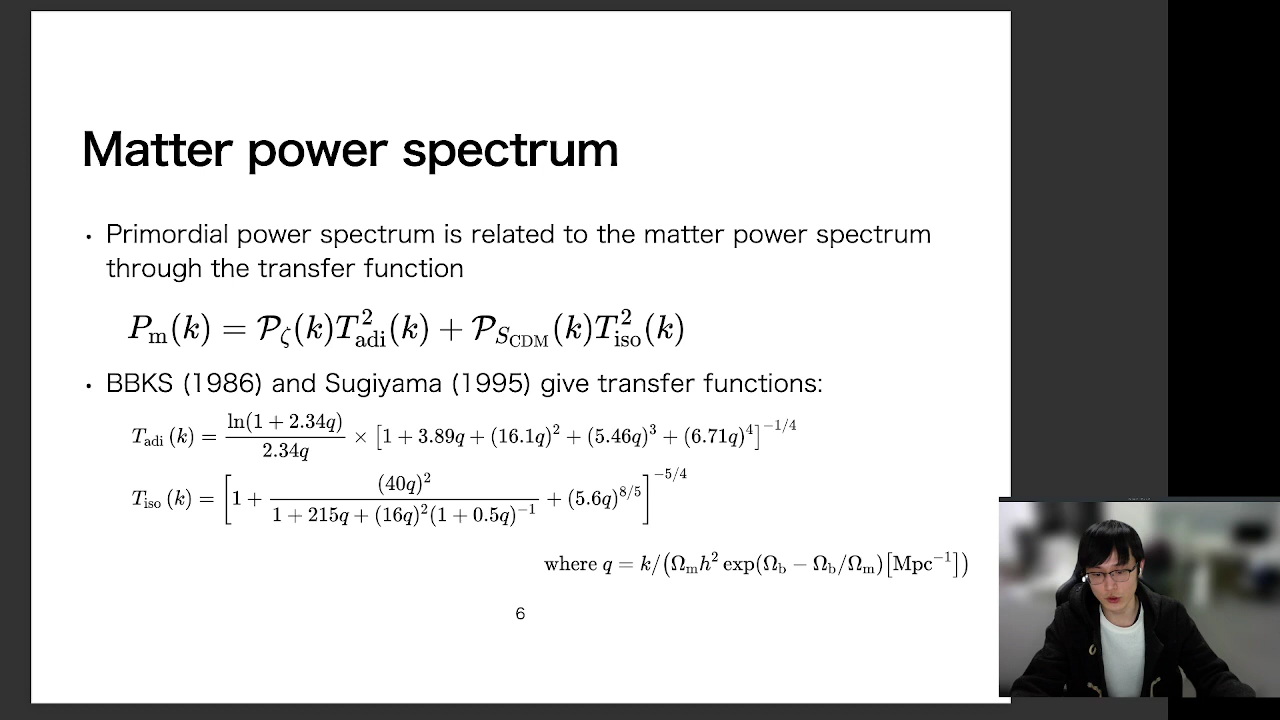 Matter power spectrum
・ Primordial power spectrum is related to the matter power spectrum
through the transfer function
P_m(k) = 𝒫_ζ(k)T²_adi(k) + 𝒫_{S_CDM}(k)T²_iso(k)
・ BBKS (1986) and Sugiyama (1995) give transfer functions:
T_adi (k) = ln(1 + 2.34q) / 2.34q × [1 + 3.89q + (16.1q)² + (5.46q)³ + (6.71q)⁴]^{−1/4}
T_iso (k) = [1 + (40q)² / (1 + 215q + (16q)²(1 + 0.5q)^{−1}) + (5.6q)^{8/5}]^{−5/4}
where q = k/(Ω_m h² exp(Ω_b − Ω_b/Ω_m)[Mpc^{−1}])
6